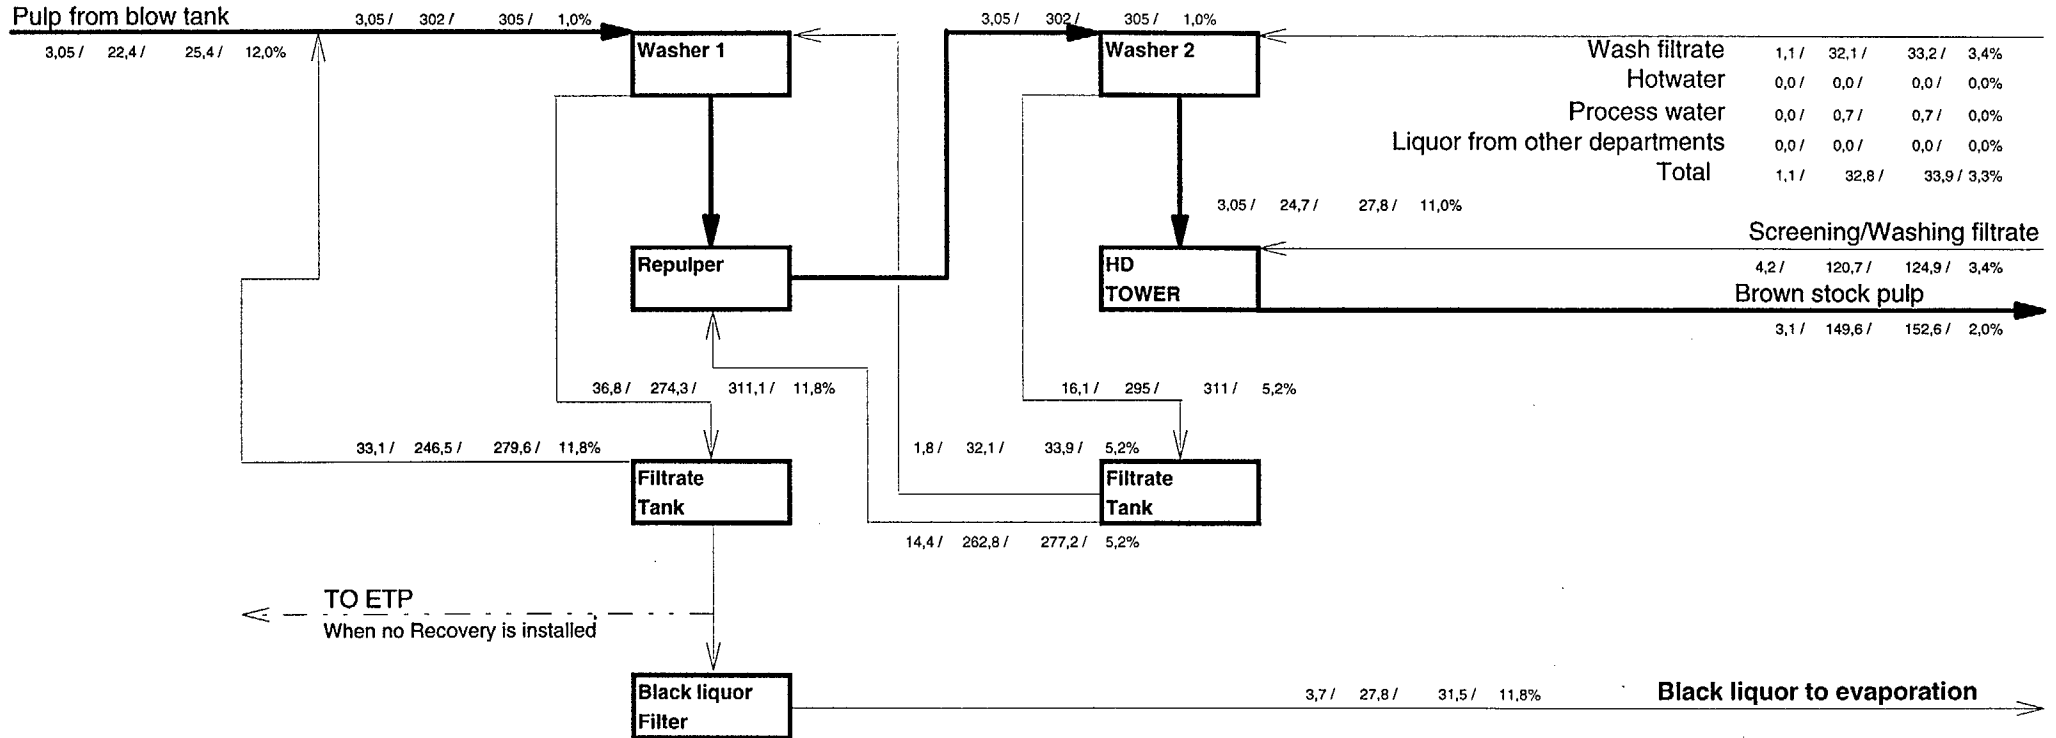 Pulp from blow tank
3,05 / 302 / 305 / 1,0%
3,05 / 302 / 305 / 1,0%
3,05 / 22,4 / 25,4 / 12,0%
Washer 1
Washer 2
Wash filtrate 1,1 / 32,1 / 33,2 / 3,4%
Hotwater 0,0 / 0,0 / 0,0 / 0,0%
Process water 0,0 / 0,7 / 0,7 / 0,0%
Liquor from other departments 0,0 / 0,0 / 0,0 / 0,0%
Total 1,1 / 32,8 / 33,9 / 3,3%
3,05 / 24,7 / 27,8 / 11,0%
Screening/Washing filtrate
4,2 / 120,7 / 124,9 / 3,4%
Repulper
HD
TOWER
Brown stock pulp
3,1 / 149,6 / 152,6 / 2,0%
36,8 / 274,3 / 311,1 / 11,8%
16,1 / 295 / 311 / 5,2%
33,1 / 246,5 / 279,6 / 11,8%
1,8 / 32,1 / 33,9 / 5,2%
Filtrate
Tank
Filtrate
Tank
14,4 / 262,8 / 277,2 / 5,2%
TO ETP
When no Recovery is installed
Black liquor
Filter
3,7 / 27,8 / 31,5 / 11,8%
Black liquor to evaporation